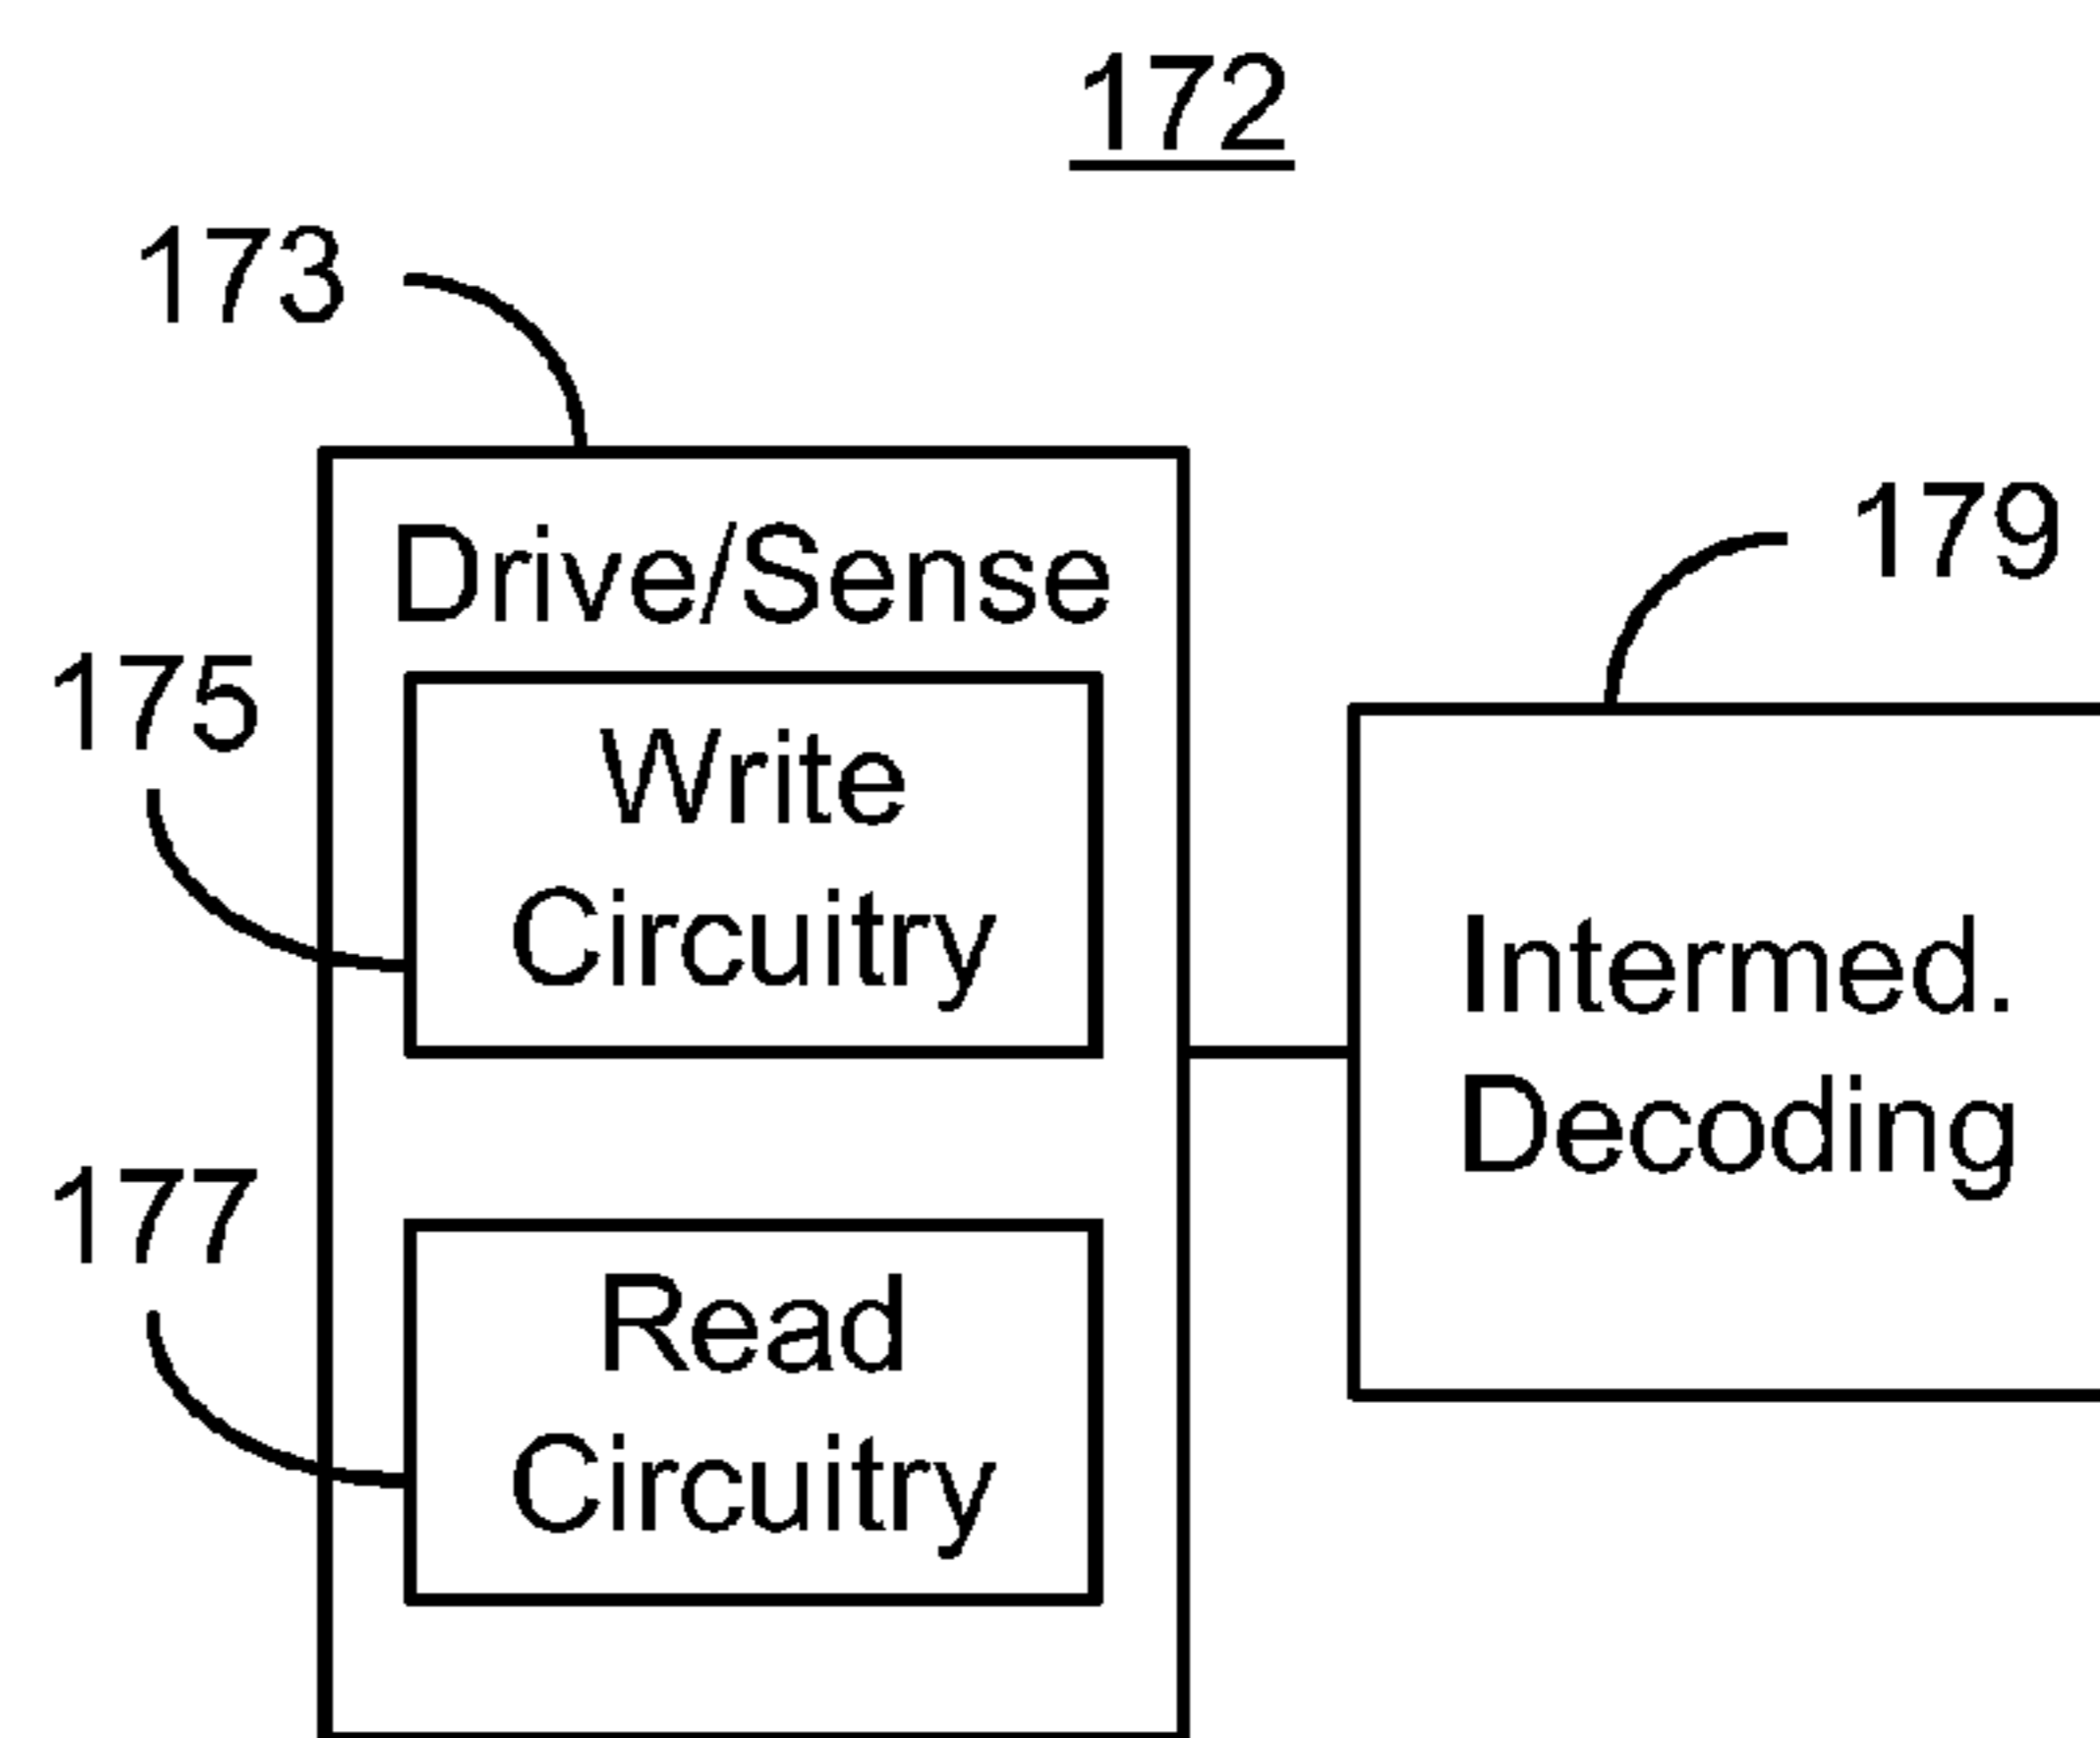 172
173
Drive/Sense
179
175
Write
Circuitry
Intermed.
Decoding
177
Read
Circuitry